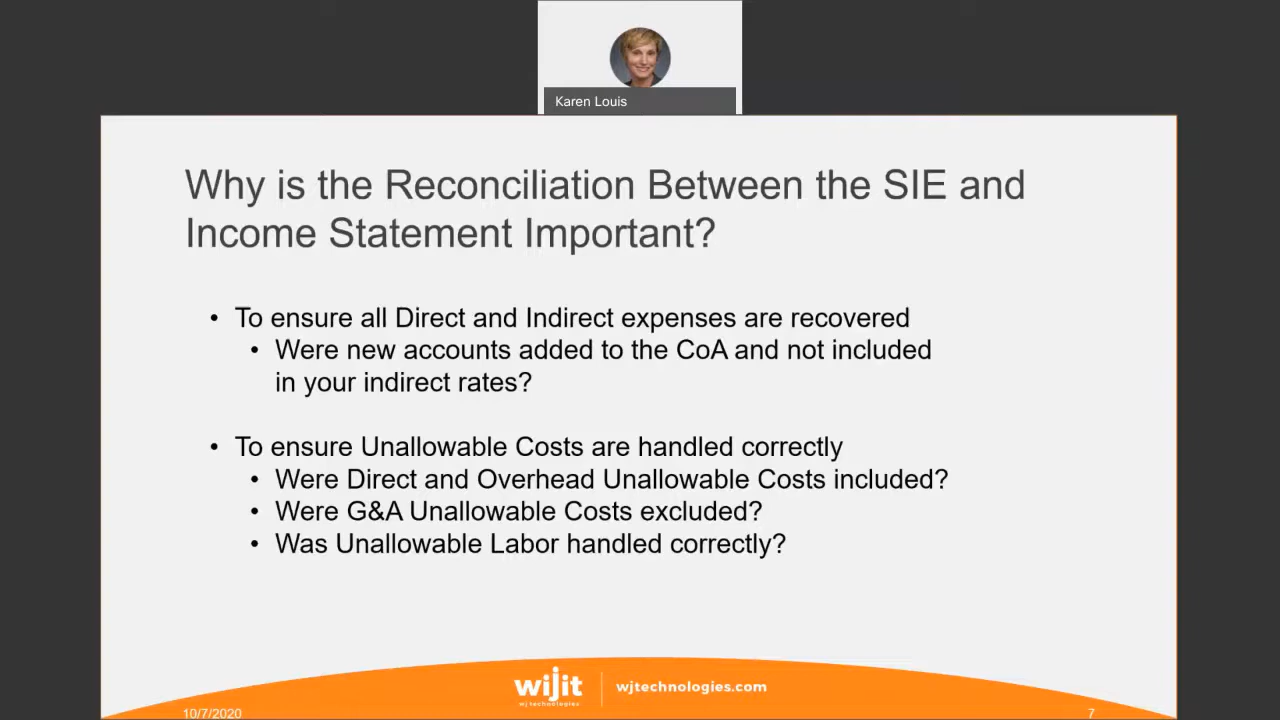 Karen Louis
Why is the Reconciliation Between the SIE and
Income Statement Important?
• To ensure all Direct and Indirect expenses are recovered
• Were new accounts added to the CoA and not included
in your indirect rates?
• To ensure Unallowable Costs are handled correctly
• Were Direct and Overhead Unallowable Costs included?
• Were G&A Unallowable Costs excluded?
• Was Unallowable Labor handled correctly?
wijit
wj technologies
wjtechnologies.com
10/7/2020
7